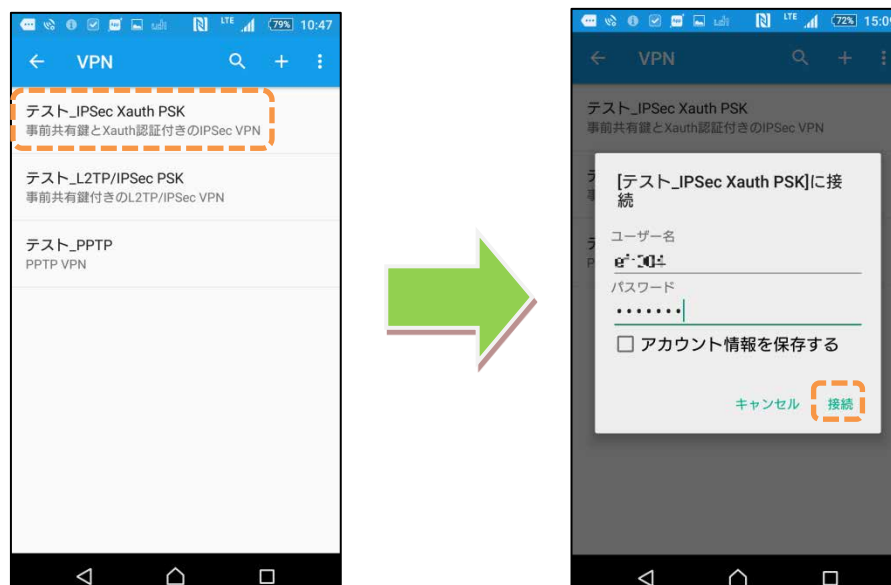 LTE 79% 10:47
VPN
テスト_IPSec Xauth PSK
事前共有鍵とXauth認証付きのIPSec VPN
テスト_L2TP/IPSec PSK
事前共有鍵付きのL2TP/IPSec VPN
テスト_PPTP
PPTP VPN
LTE 72% 15:09
VPN
テスト_IPSec Xauth PSK
事前共有鍵とXauth認証付きのIPSec VPN
[テスト_IPSec Xauth PSK]に接
続
ユーザー名
パスワード
アカウント情報を保存する
キャンセル 接続